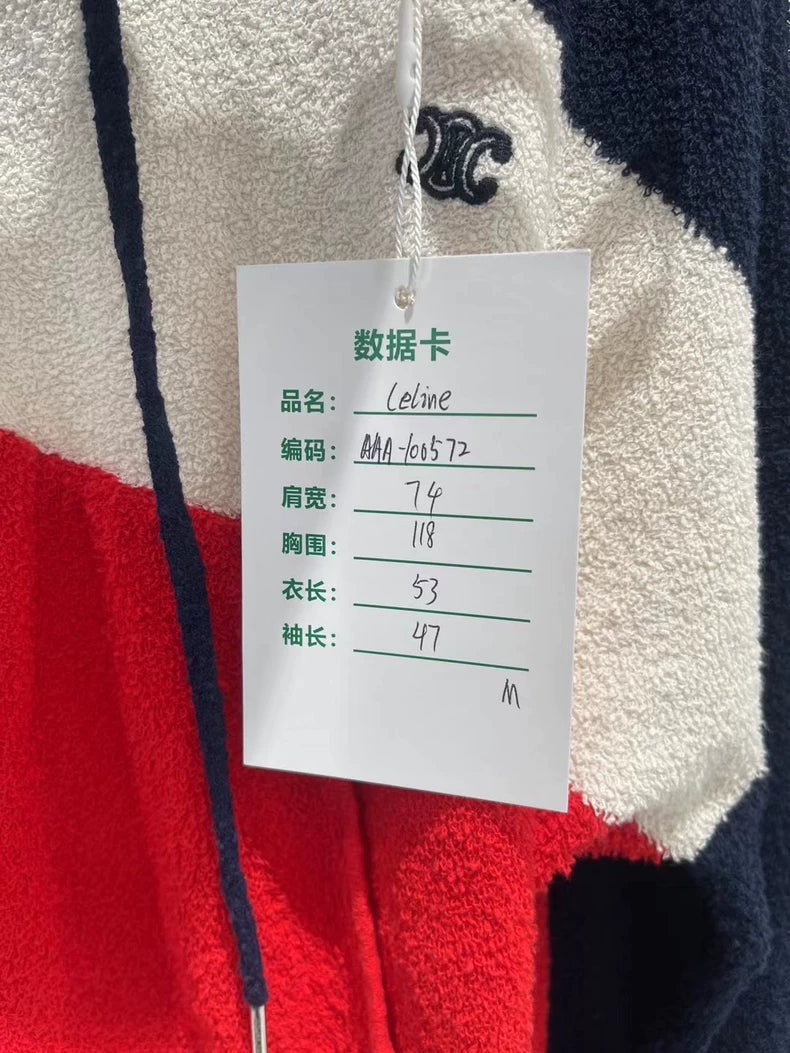 数据卡
品名： Celine
编码： AAA-100572
肩宽： 74
胸围： 118
衣长： 53
袖长： 47
M